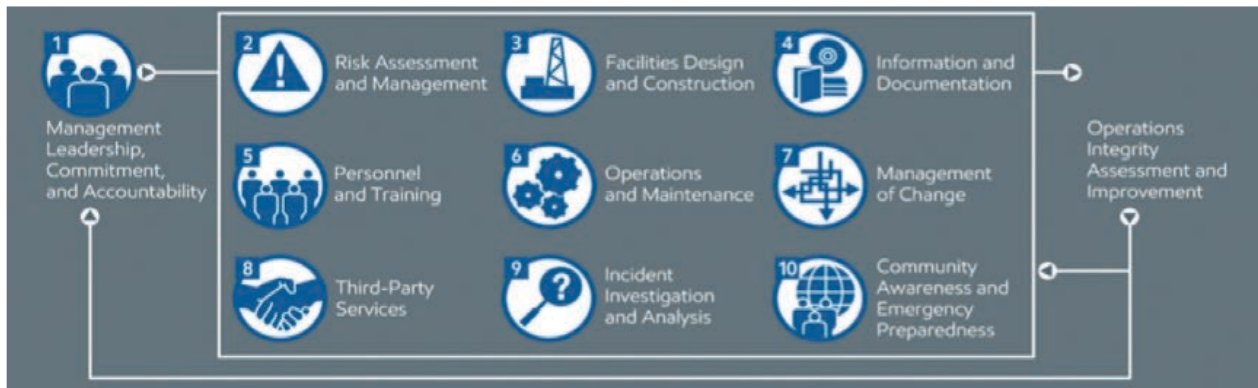 1
Management
Leadership,
Commitment,
and Accountability
2
Risk Assessment
and Management
3
Facilities Design
and Construction
4
Information and
Documentation
5
Personnel
and Training
6
Operations
and Maintenance
7
Management
of Change
8
Third-Party
Services
9
?
Incident
Investigation
and Analysis
10
Community
Awareness and
Emergency
Preparedness
Operations
Integrity
Assessment and
Improvement